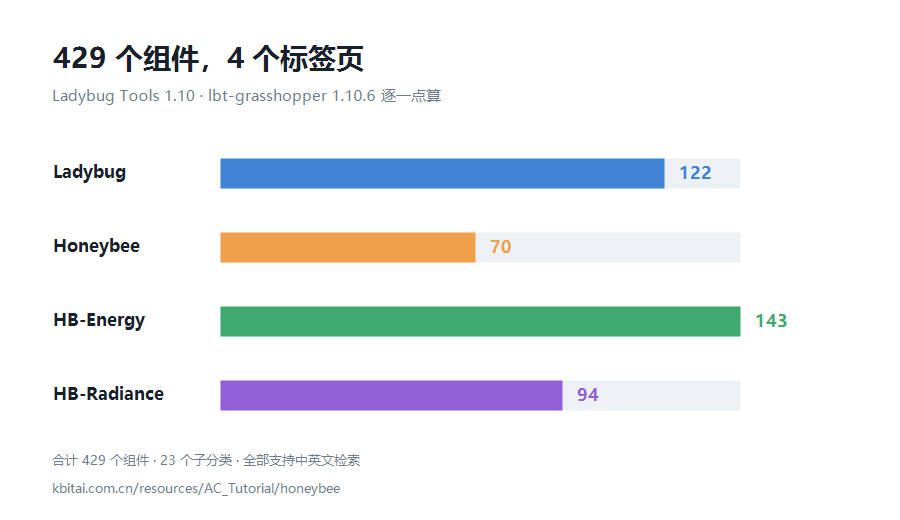 429 个组件，4 个标签页
Ladybug Tools 1.10 · lbt-grasshopper 1.10.6 逐一点算
Ladybug 122
Honeybee 70
HB-Energy 143
HB-Radiance 94
合计 429 个组件 · 23 个子分类 · 全部支持中英文检索
kbitai.com.cn/resources/AC_Tutorial/honeybee